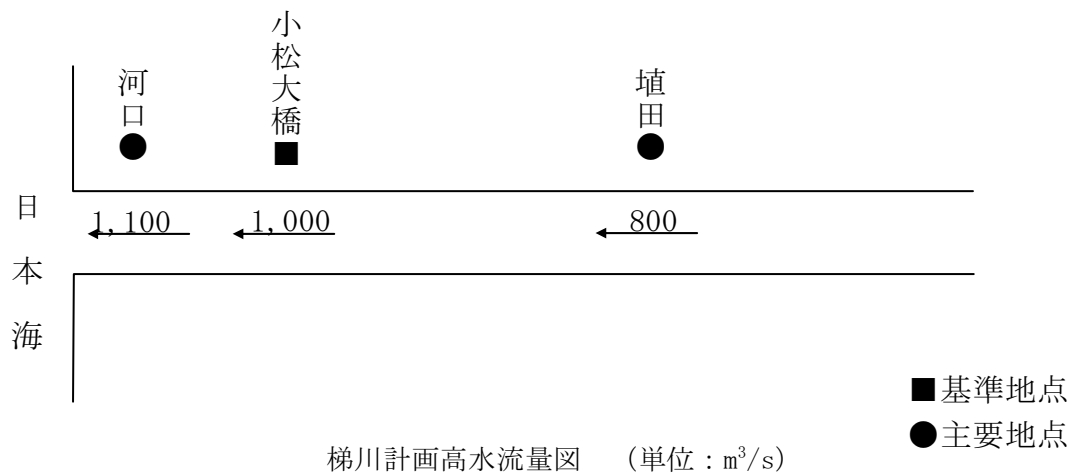 河口
小松大橋
埴田
日本海
1,100
1,000
800
■基準地点
●主要地点
梯川計画高水流量図 (単位:m³/s)